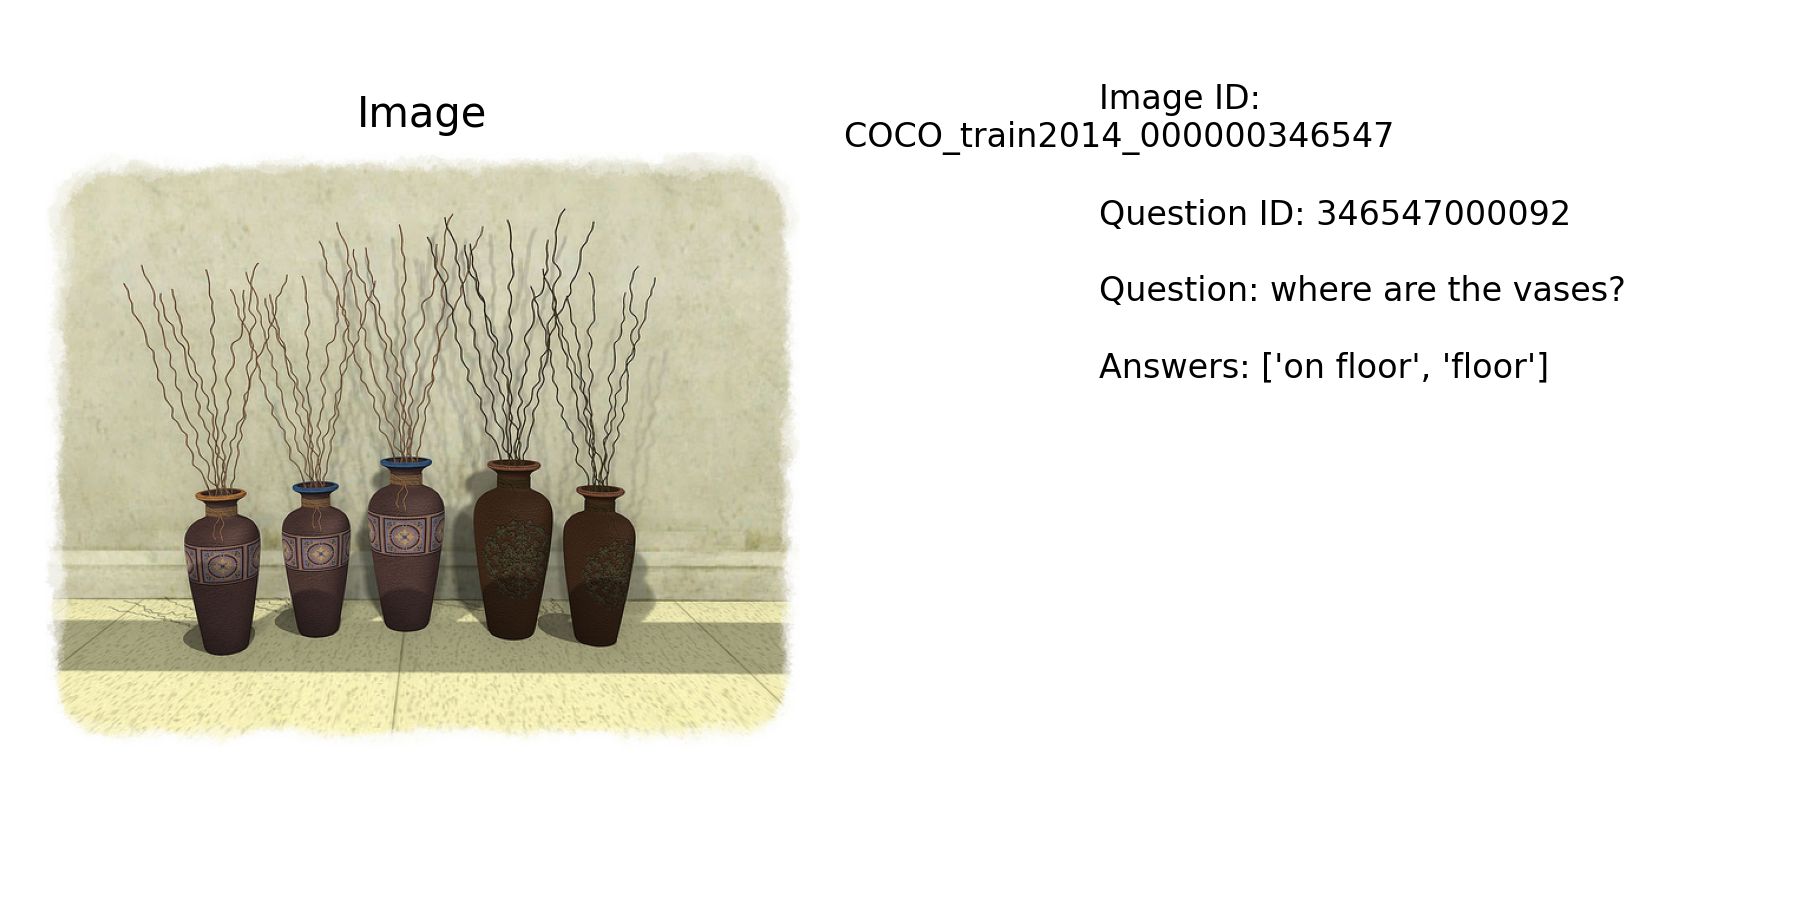 Image
Image ID:
COCO_train2014_000000346547
Question ID: 346547000092
Question: where are the vases?
Answers: ['on floor', 'floor']